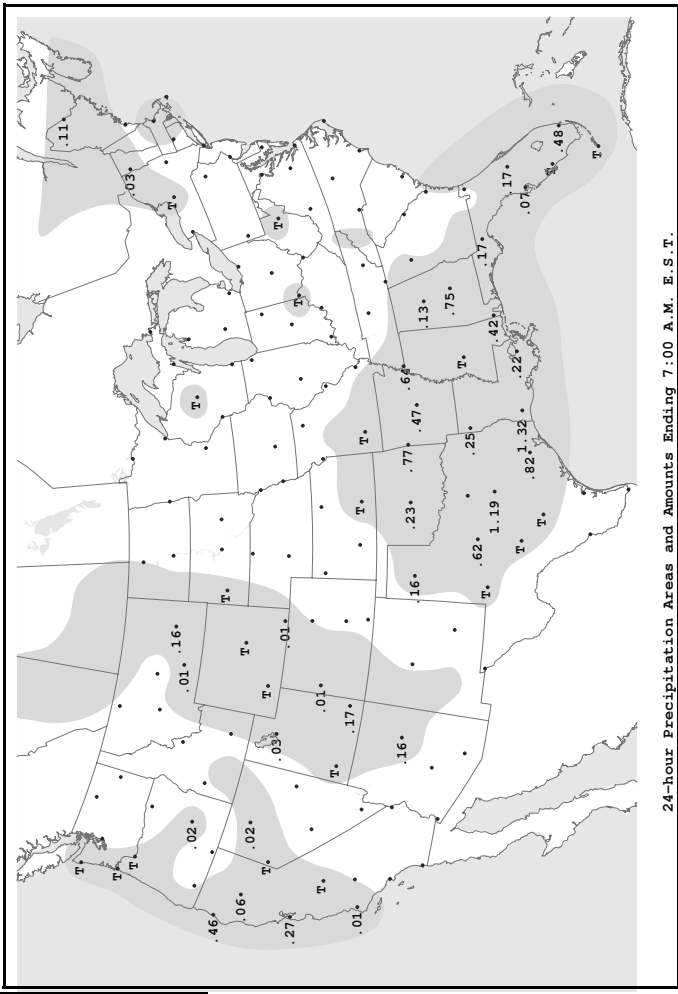 .11
T
T
.03
T
T
.16
.01
.02
T
.46
T
.06
T
.02
T
T
.03
T
.01
.27
T
.01
T
T
.17
.01
T
T
.16
.64
.77
.23
.16
.47
.13
.75
T
.25
.62
.17
T
.42
1.19
.17
.22
T
1.32
.07
.82
T
T
.48
T
24-hour Precipitation Areas and Amounts Ending 7:00 A.M. E.S.T.